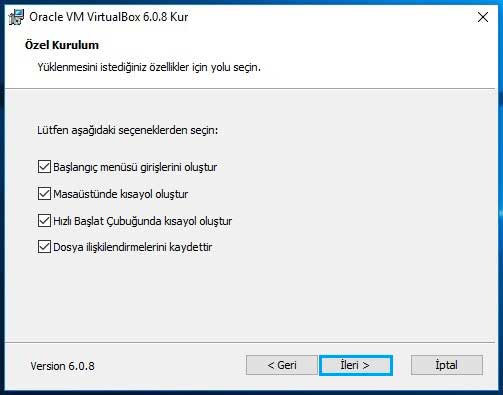 Oracle VM VirtualBox 6.0.8 Kur
Özel Kurulum
Yüklenmesini istediğiniz özellikler için yolu seçin.
Lütfen aşağıdaki seçeneklerden seçin:
Başlangıç menüsü girişlerini oluştur
Masaüstünde kısayol oluştur
Hızlı Başlat Çubuğunda kısayol oluştur
Dosya ilişkilendirmelerini kaydettir
Version 6.0.8
< Geri
İleri >
İptal